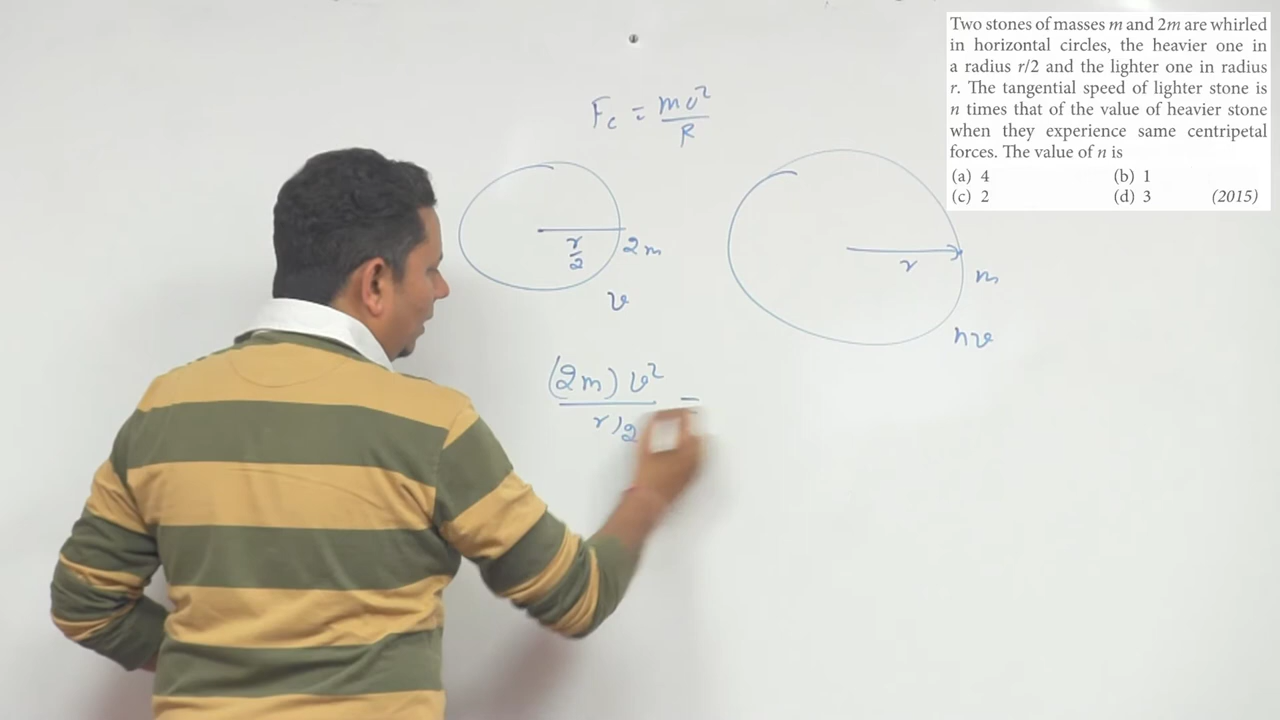 Two stones of masses m and 2m are whirled
in horizontal circles, the heavier one in
a radius r/2 and the lighter one in radius
r. The tangential speed of lighter stone is
n times that of the value of heavier stone
when they experience same centripetal
forces. The value of n is
(a) 4 (b) 1
(c) 2 (d) 3 (2015)
Fc = mv²/R
r/2 2m
v
r
m
nv
(2m) v²/r/2 =